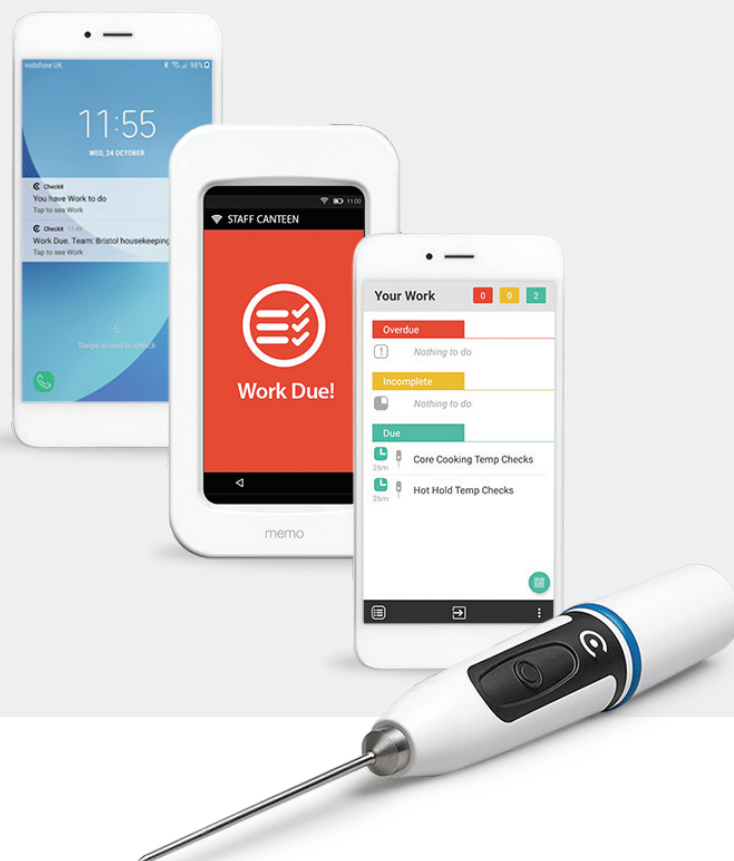 vodafone UK
98%
11:55
WED, 24 OCTOBER
Checkit
You have Work to do
Tap to see Work
Checkit 11:49
Work Due. Team: Bristol housekeeping
Tap to see Work
Swipe screen to unlock
11:00
STAFF CANTEEN
Work Due!
memo
Your Work 0 0 2
Overdue
Nothing to do
Incomplete
Nothing to do
Due
Core Cooking Temp Checks
26m
Hot Hold Temp Checks
26m